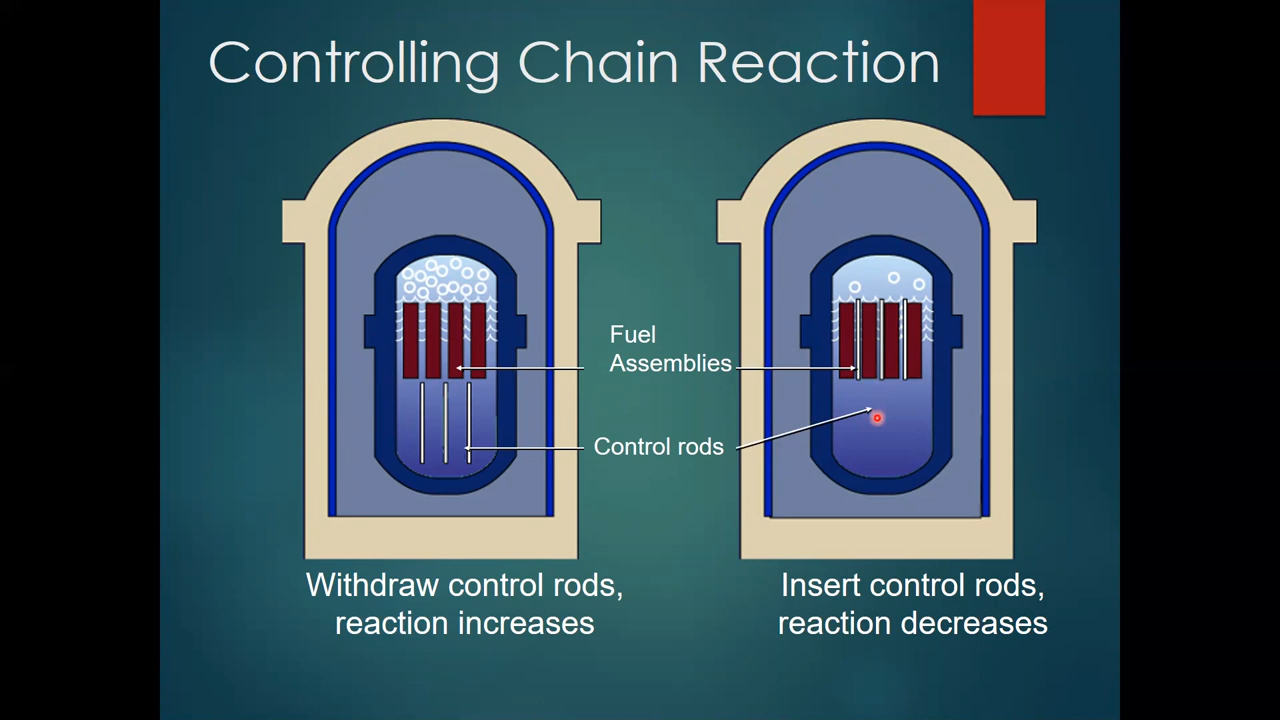 Controlling Chain Reaction
Fuel
Assemblies
Control rods
Withdraw control rods,
reaction increases
Insert control rods,
reaction decreases